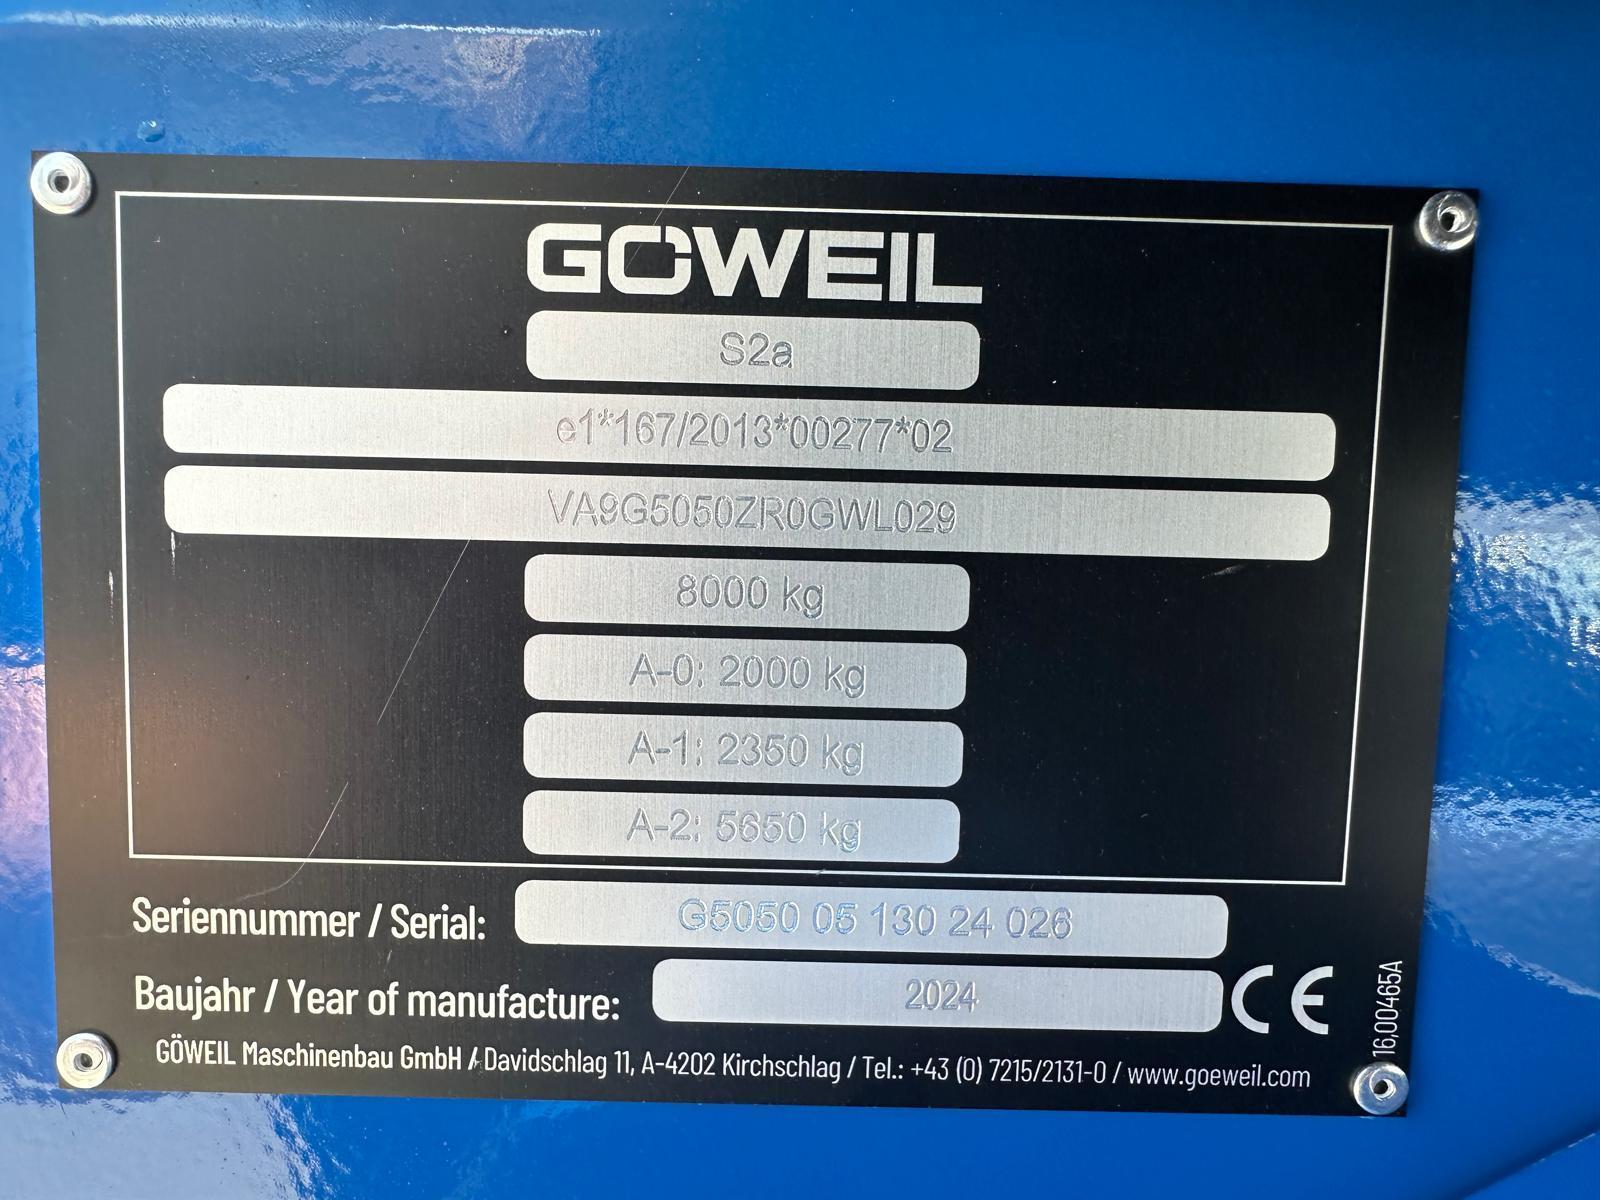 GÖWEIL
S2a
e1*167/2013*00277*02
VA9G5050ZR0GWL029
8000 kg
A-0: 2000 kg
A-1: 2350 kg
A-2: 5650 kg
Seriennummer / Serial: G5050 05 130 24 026
Baujahr / Year of manufacture: 2024 CE
GÖWEIL Maschinenbau GmbH / Davidschlag 11, A-4202 Kirchschlag / Tel.: +43 (0) 7215/2131-0 / www.goeweil.com
16,00465A